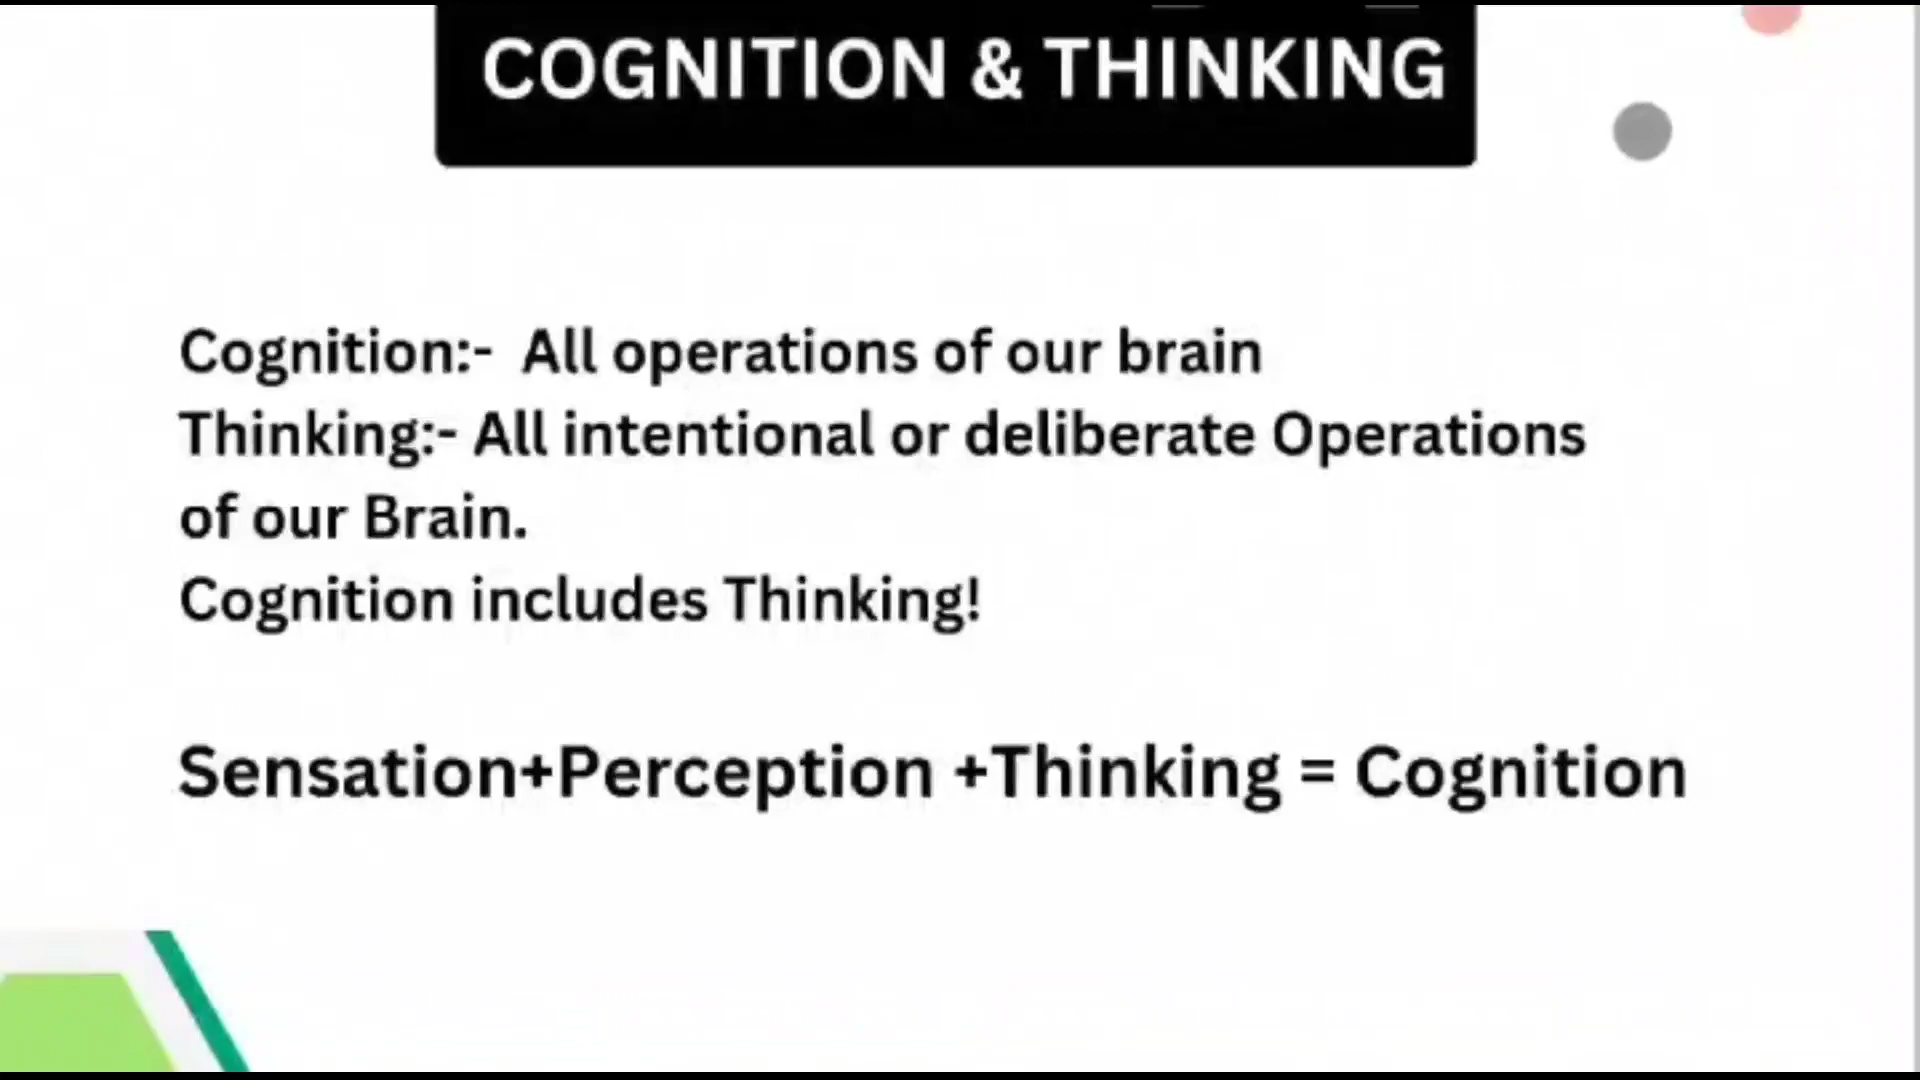 COGNITION & THINKING
Cognition:- All operations of our brain
Thinking:- All intentional or deliberate Operations
of our Brain.
Cognition includes Thinking!
Sensation+Perception +Thinking = Cognition